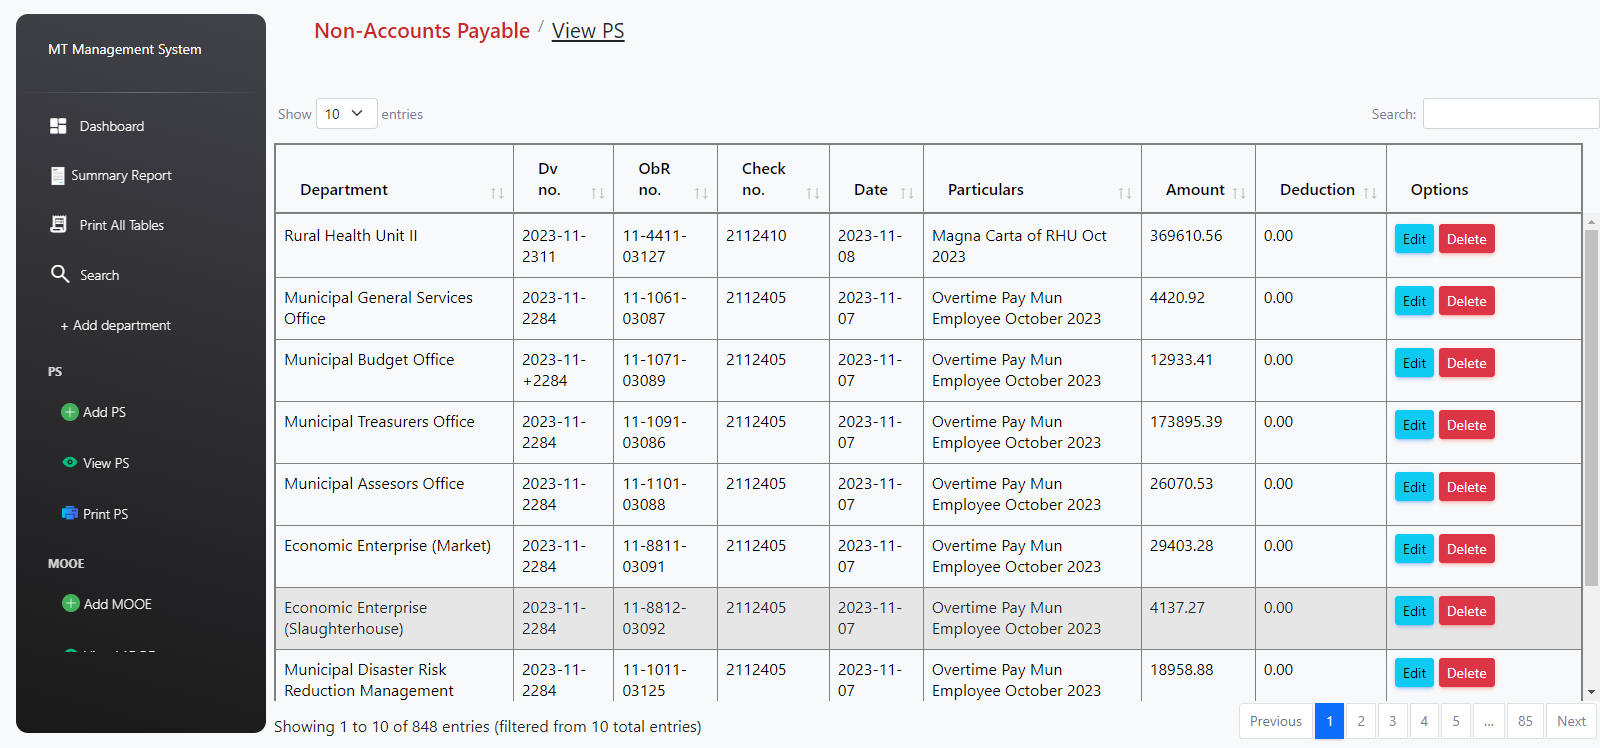 MT Management System
Dashboard
Summary Report
Print All Tables
Search
+ Add department
PS
Add PS
View PS
Print PS
MOOE
Add MOOE
Non-Accounts Payable / View PS
Show 10 entries
Search:
Department
Dv no.
ObR no.
Check no.
Date
Particulars
Amount
Deduction
Options
Rural Health Unit II 2023-11- 11-4411- 2112410 2023-11- Magna Carta of RHU Oct 369610.56 0.00 Edit Delete
2311 03127 08 2023
Municipal General Services 2023-11- 11-1061- 2112405 2023-11- Overtime Pay Mun 4420.92 0.00 Edit Delete
Office 2284 03087 07 Employee October 2023
Municipal Budget Office 2023-11- 11-1071- 2112405 2023-11- Overtime Pay Mun 12933.41 0.00 Edit Delete
+2284 03089 07 Employee October 2023
Municipal Treasurers Office 2023-11- 11-1091- 2112405 2023-11- Overtime Pay Mun 173895.39 0.00 Edit Delete
2284 03086 07 Employee October 2023
Municipal Assesors Office 2023-11- 11-1101- 2112405 2023-11- Overtime Pay Mun 26070.53 0.00 Edit Delete
2284 03088 07 Employee October 2023
Economic Enterprise (Market) 2023-11- 11-8811- 2112405 2023-11- Overtime Pay Mun 29403.28 0.00 Edit Delete
2284 03091 07 Employee October 2023
Economic Enterprise 2023-11- 11-8812- 2112405 2023-11- Overtime Pay Mun 4137.27 0.00 Edit Delete
(Slaughterhouse) 2284 03092 07 Employee October 2023
Municipal Disaster Risk 2023-11- 11-1011- 2112405 2023-11- Overtime Pay Mun 18958.88 0.00 Edit Delete
Reduction Management 2284 03125 07 Employee October 2023
Showing 1 to 10 of 848 entries (filtered from 10 total entries)
Previous 1 2 3 4 5 ... 85 Next